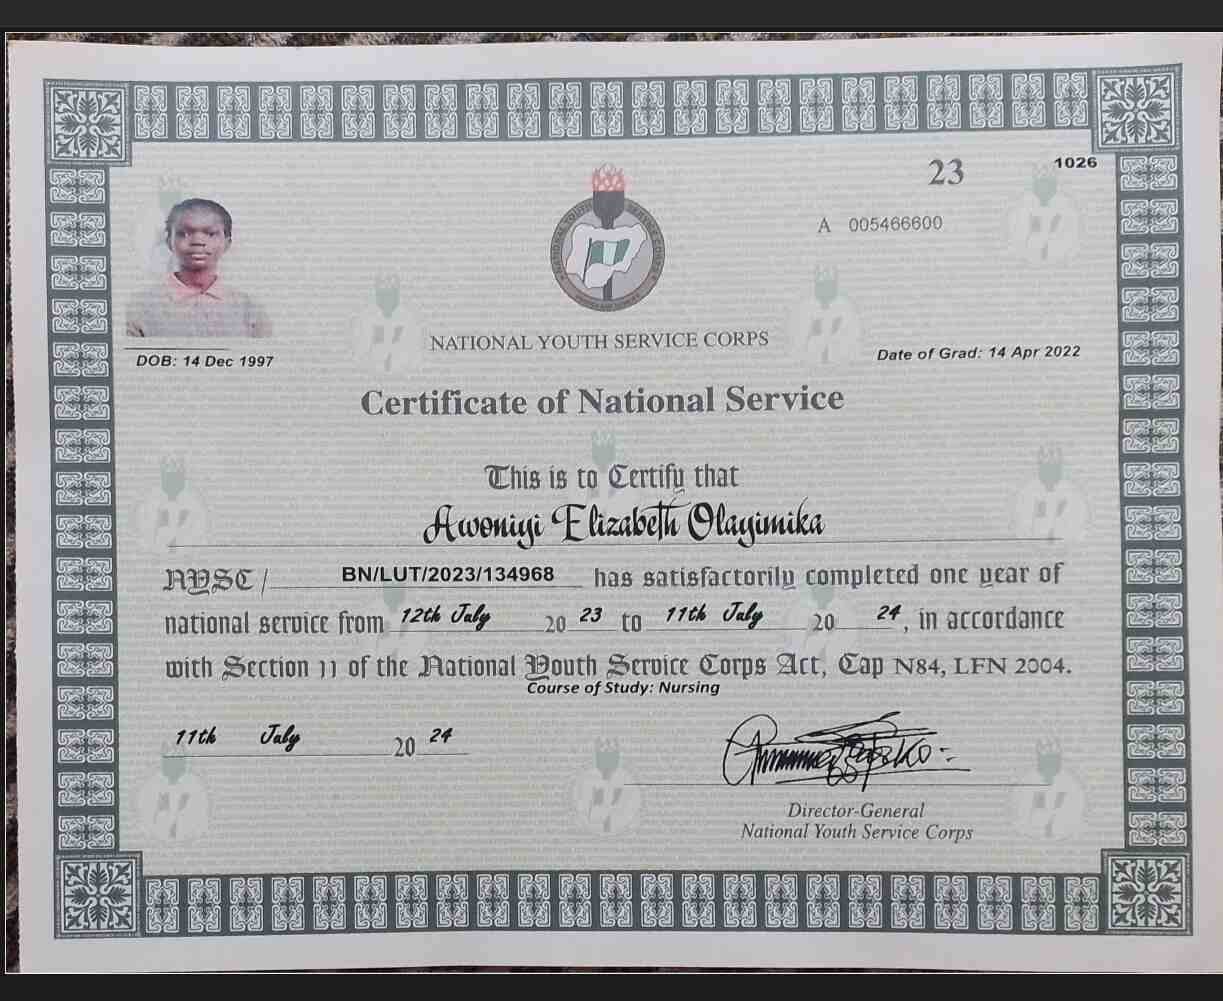 23
1026
A 005466600
NATIONAL YOUTH SERVICE CORPS
DOB: 14 Dec 1997
Date of Grad: 14 Apr 2022
Certificate of National Service
This is to Certify that
Awoniyi Elizabeth Olayimika
NYSC/ BN/LUT/2023/134968 has satisfactorily completed one year of
national service from 12th July 20 23 to 11th July 20 24, in accordance
with Section 11 of the National Youth Service Corps Act, Cap N84, LFN 2004.
Course of Study: Nursing
11th July 20 24
Director-General
National Youth Service Corps